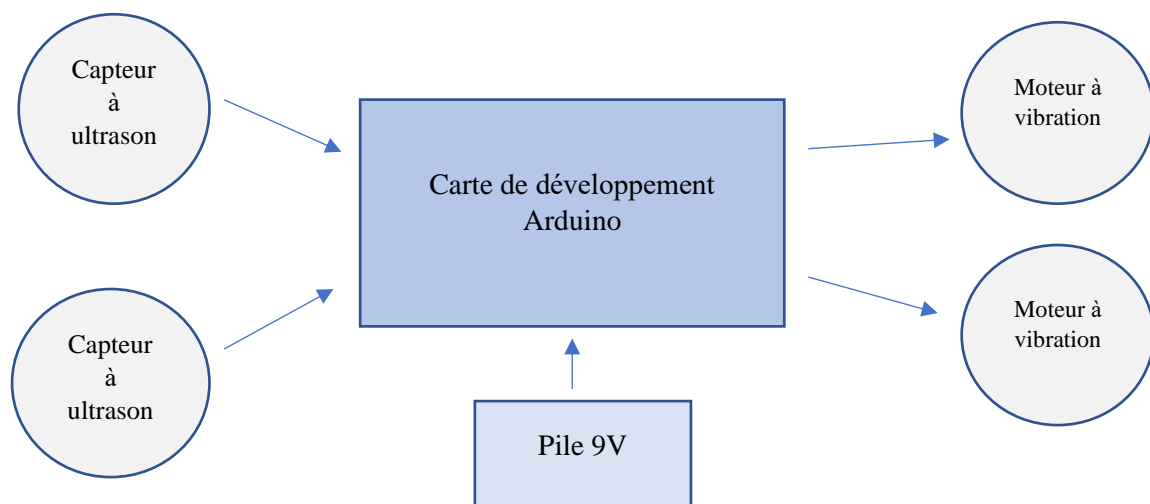 Capteur
à
ultrason
Moteur à
vibration
Carte de développement
Arduino
Capteur
à
ultrason
Moteur à
vibration
Pile 9V